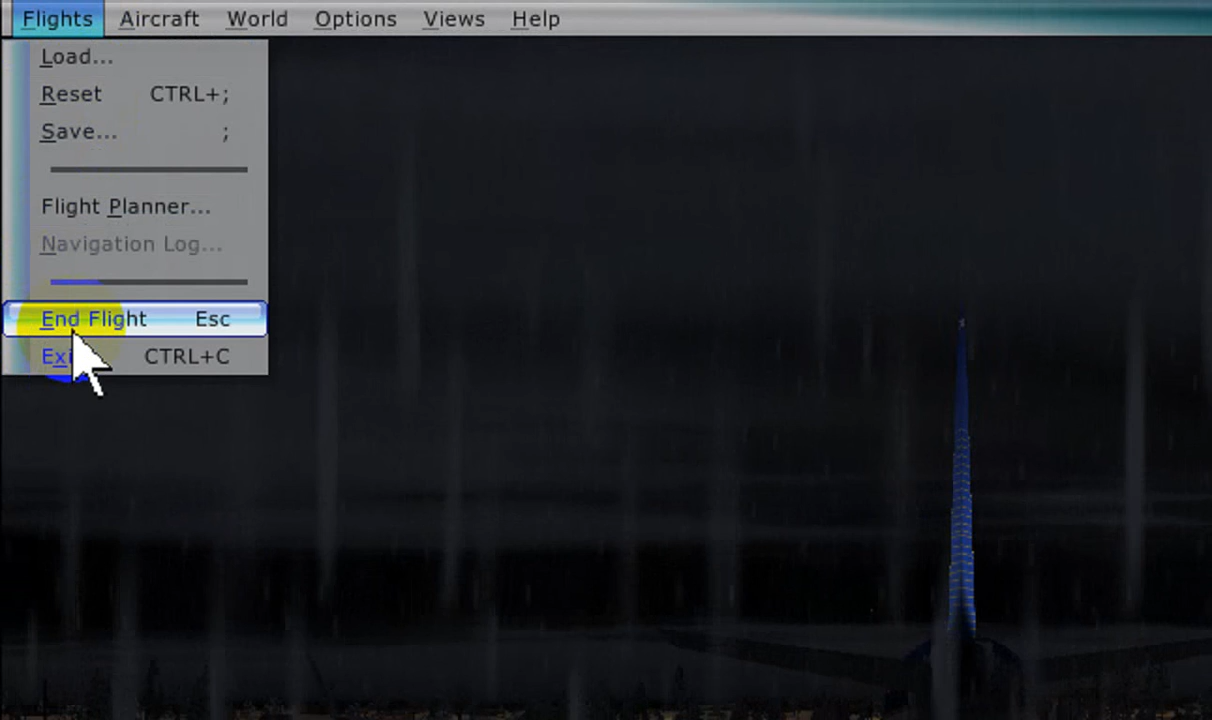 Flights Aircraft World Options Views Help
Load...
Reset CTRL+;
Save... ;
Flight Planner...
Navigation Log...
End Flight Esc
CTRL+C